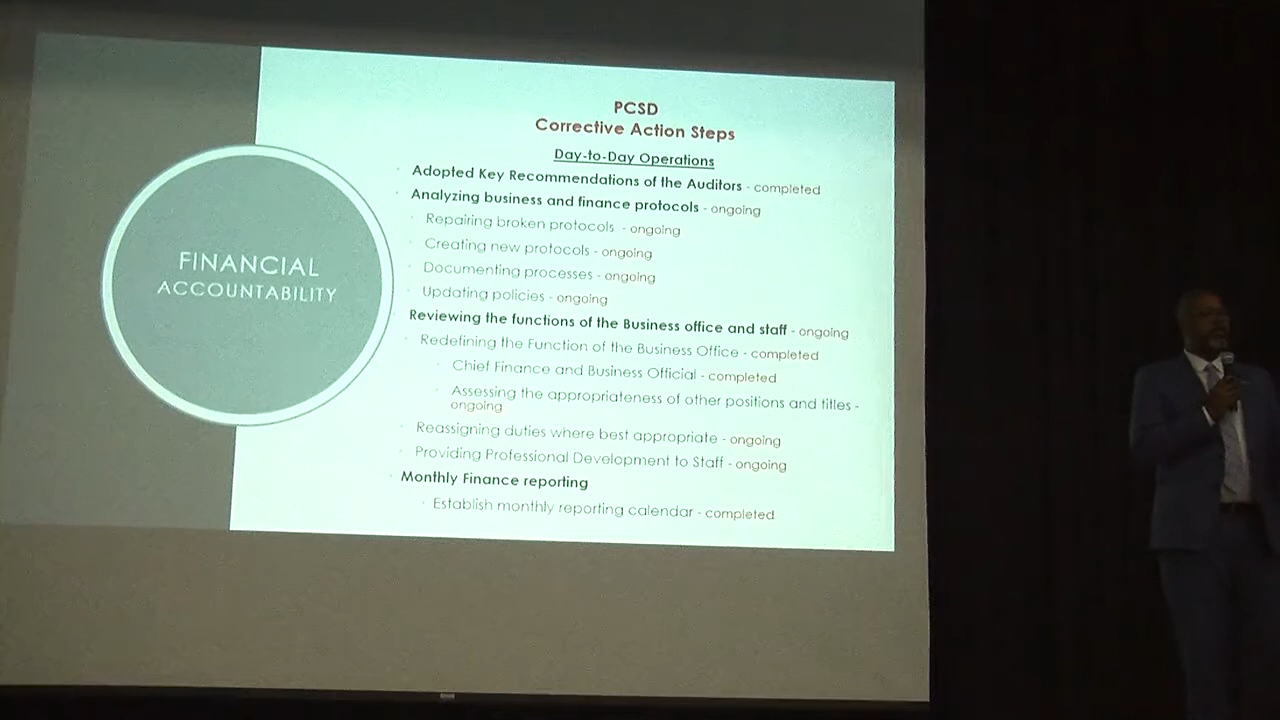 FINANCIAL
ACCOUNTABILITY
PCSD
Corrective Action Steps
Day-to-Day Operations
Adopted Key Recommendations of the Auditors - completed
Analyzing business and finance protocols - ongoing
Repairing broken protocols - ongoing
Creating new protocols - ongoing
Documenting processes - ongoing
Updating policies - ongoing
Reviewing the functions of the Business office and staff - ongoing
Redefining the Function of the Business Office - completed
Chief Finance and Business Official - completed
Assessing the appropriateness of other positions and titles -
ongoing
Reassigning duties where best appropriate - ongoing
Providing Professional Development to Staff - ongoing
Monthly Finance reporting
Establish monthly reporting calendar - completed